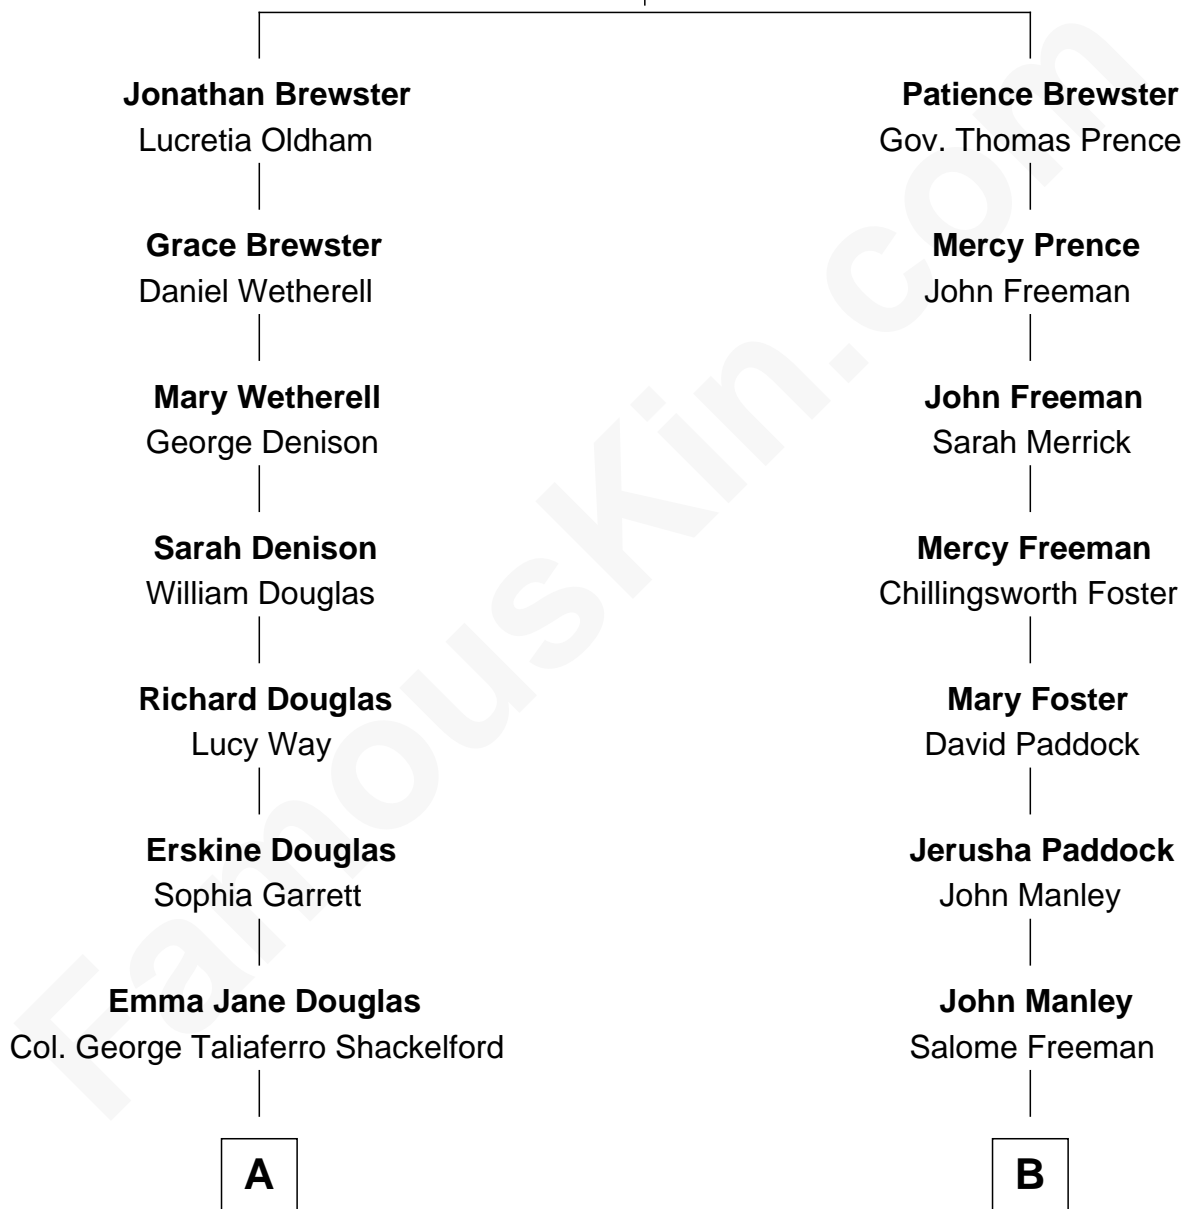 Jonathan Brewster
Lucretia Oldham
Grace Brewster
Daniel Wetherell
Mary Wetherell
George Denison
Sarah Denison
William Douglas
Richard Douglas
Lucy Way
Erskine Douglas
Sophia Garrett
Emma Jane Douglas
Col. George Taliaferro Shackelford
A
Patience Brewster
Gov. Thomas Prence
Mercy Prence
John Freeman
John Freeman
Sarah Merrick
Mercy Freeman
Chillingsworth Foster
Mary Foster
David Paddock
Jerusha Paddock
John Manley
John Manley
Salome Freeman
B
FamousKin.com